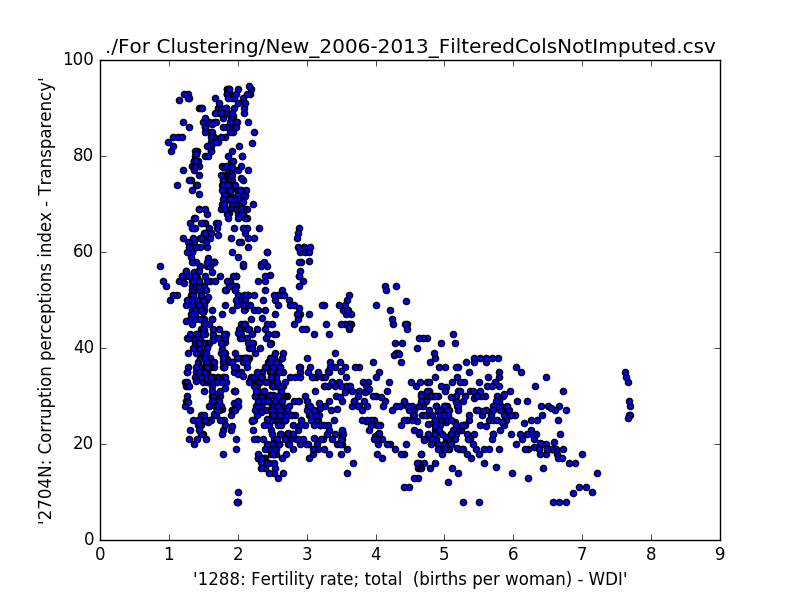 ./For Clustering/New_2006-2013_FilteredColsNotImputed.csv
100
80
60
40
20
0
'2704N: Corruption perceptions index - Transparency'
0 1 2 3 4 5 6 7 8 9
'1288: Fertility rate; total  (births per woman) - WDI'